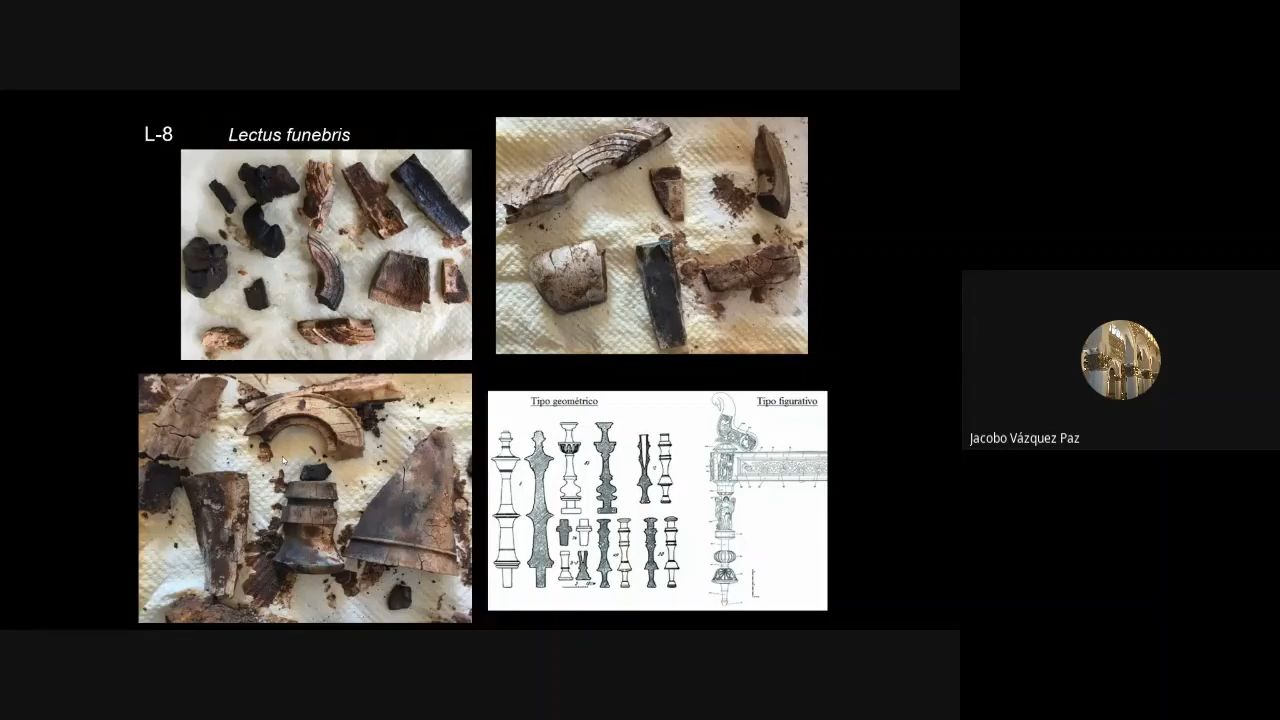 L-8 Lectus funebris
Tipo geométrico
Tipo figurativo
Jacobo Vázquez Paz